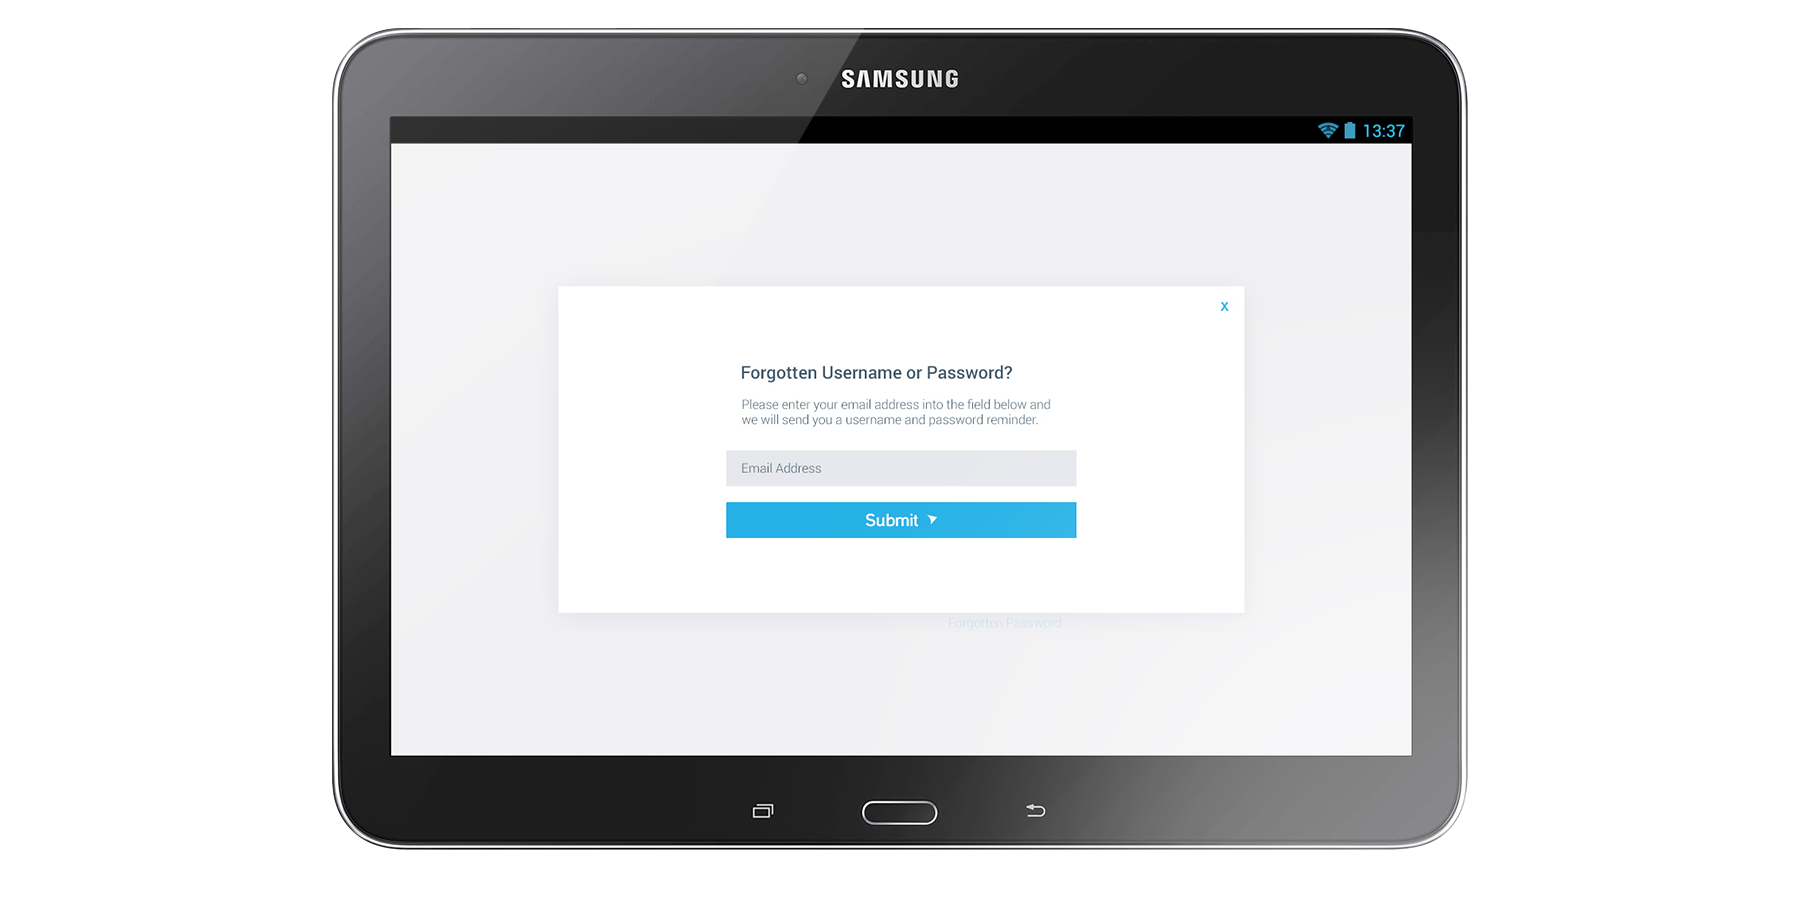 SAMSUNG
13:37
x
Forgotten Username or Password?
Please enter your email address into the field below and
we will send you a username and password reminder.
Email Address
Submit
Forgotten Password